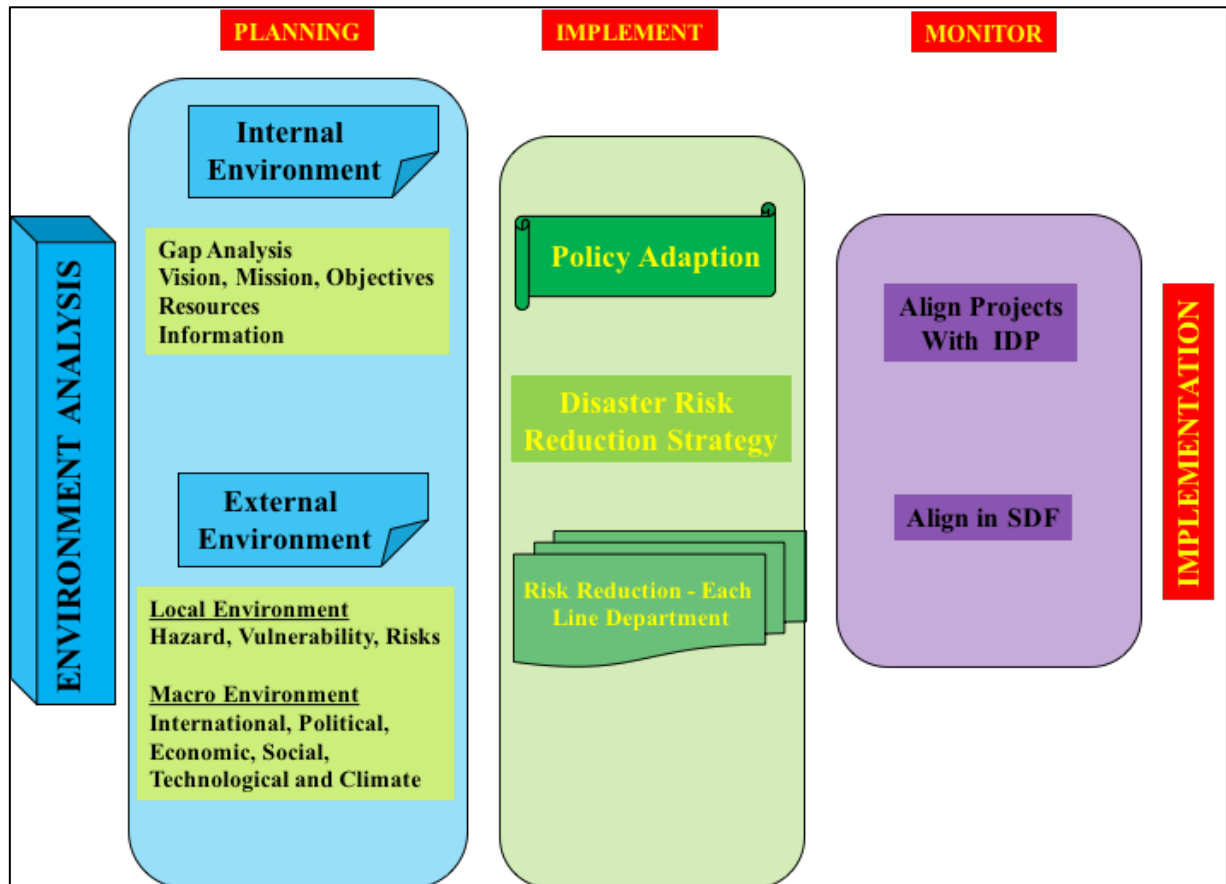 PLANNING
IMPLEMENT
MONITOR
ENVIRONMENT ANALYSIS
Internal
Environment
Gap Analysis
Vision, Mission, Objectives
Resources
Information
External
Environment
Local Environment
Hazard, Vulnerability, Risks
Macro Environment
International, Political,
Economic, Social,
Technological and Climate
Policy Adaption
Disaster Risk
Reduction Strategy
Risk Reduction - Each
Line Department
Align Projects
With IDP
Align in SDF
IMPLEMENTATION